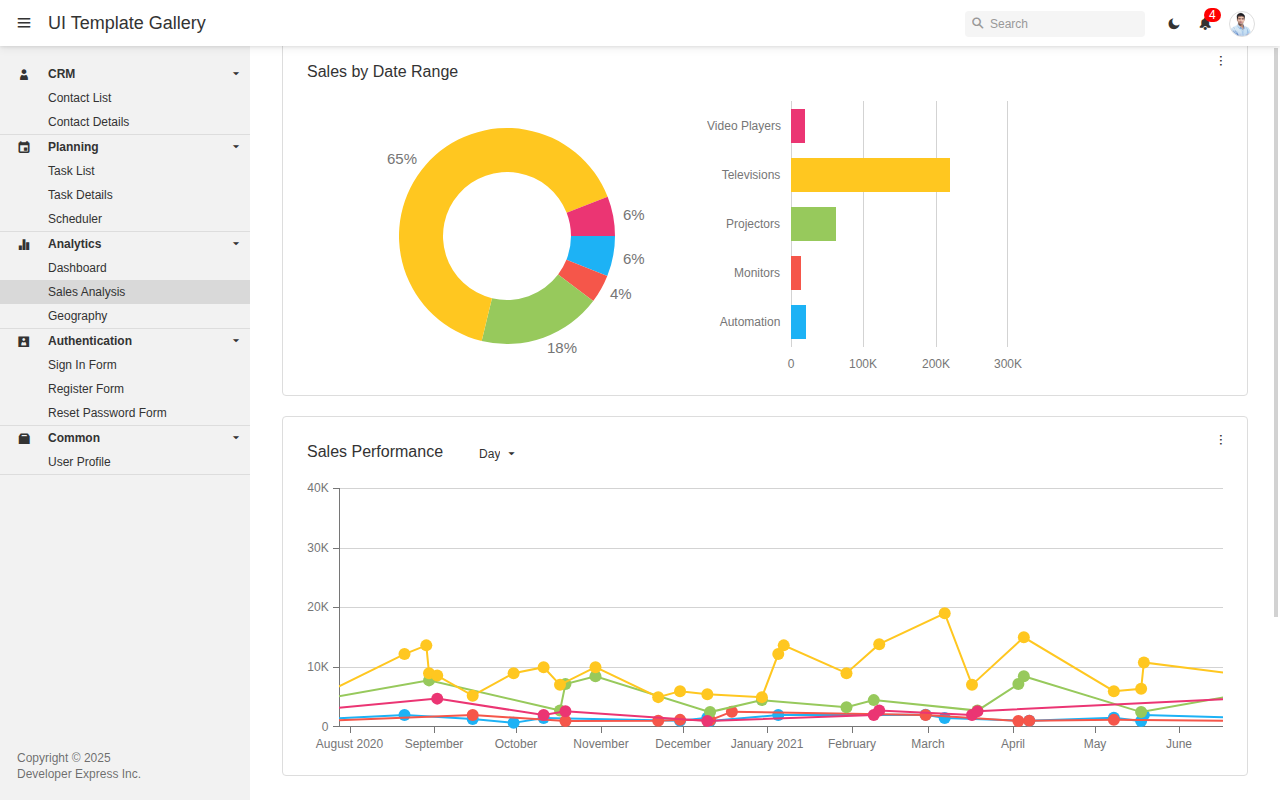 UI Template Gallery
Search
4
CRM
Contact List
Contact Details
Planning
Task List
Task Details
Scheduler
Analytics
Dashboard
Sales Analysis
Geography
Authentication
Sign In Form
Register Form
Reset Password Form
Common
User Profile
Copyright © 2025
Developer Express Inc.
Sales by Date Range
65%
6%
6%
4%
18%
Video Players
Televisions
Projectors
Monitors
Automation
0 100K 200K 300K
Sales Performance Day
40K
30K
20K
10K
0
August 2020 September October November December January 2021 February March April May June